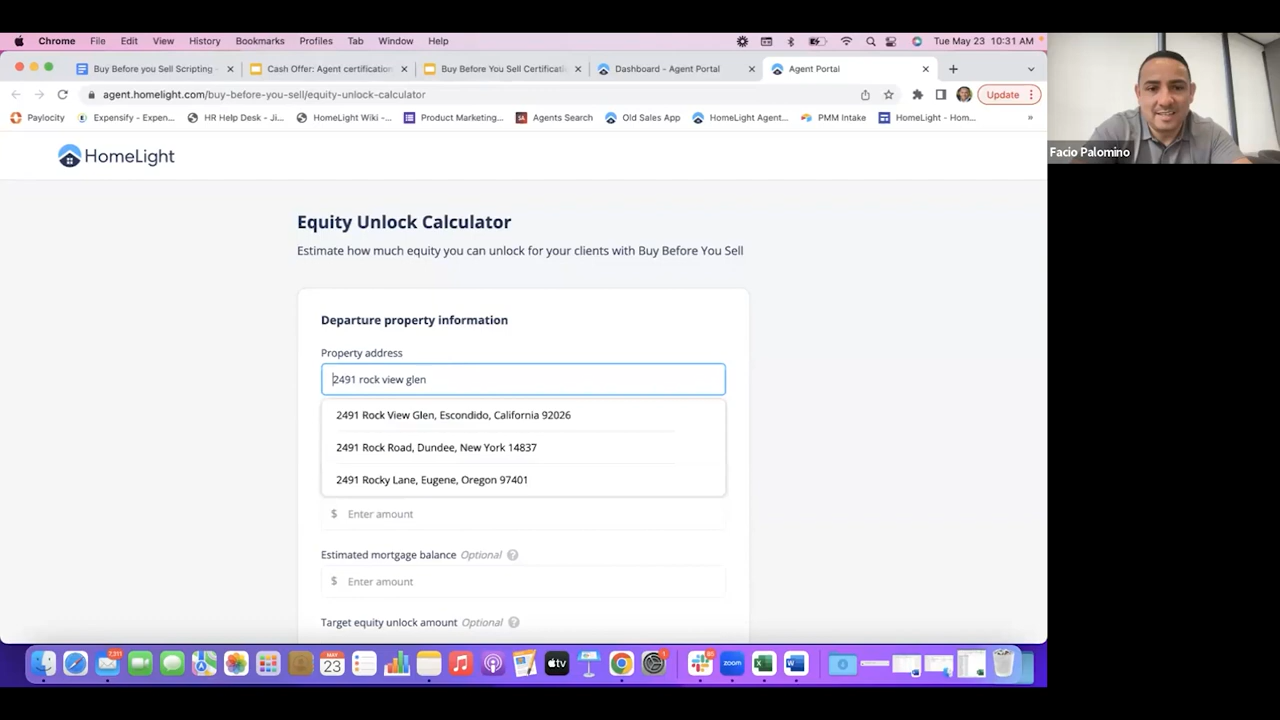 Chrome File Edit View History Bookmarks Profiles Tab Window Help Tue May 23 10:31 AM
Buy Before you Sell Scripting - Cash Offer: Agent certification Buy Before You Sell Certificati Dashboard - Agent Portal Agent Portal
agent.homelight.com/buy-before-you-sell/equity-unlock-calculator Update
Paylocity Expensify - Expen... HR Help Desk - Ji... HomeLight Wiki -... Product Marketing... SA Agents Search Old Sales App HomeLight Agent... PMM Intake HomeLight - Hom... »
Facio Palomino
HomeLight
Equity Unlock Calculator
Estimate how much equity you can unlock for your clients with Buy Before You Sell
Departure property information
Property address
2491 rock view glen
2491 Rock View Glen, Escondido, California 92026
2491 Rock Road, Dundee, New York 14837
2491 Rocky Lane, Eugene, Oregon 97401
$ Enter amount
Estimated mortgage balance Optional ?
$ Enter amount
Target equity unlock amount Optional ?
MAY
23
tv
zoom